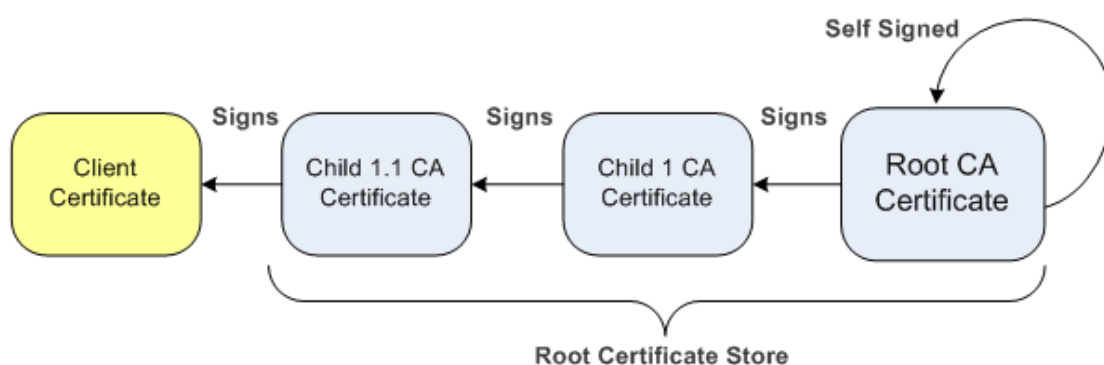 Self Signed
Signs
Signs
Signs
Client
Certificate
Child 1.1 CA
Certificate
Child 1 CA
Certificate
Root CA
Certificate
Root Certificate Store